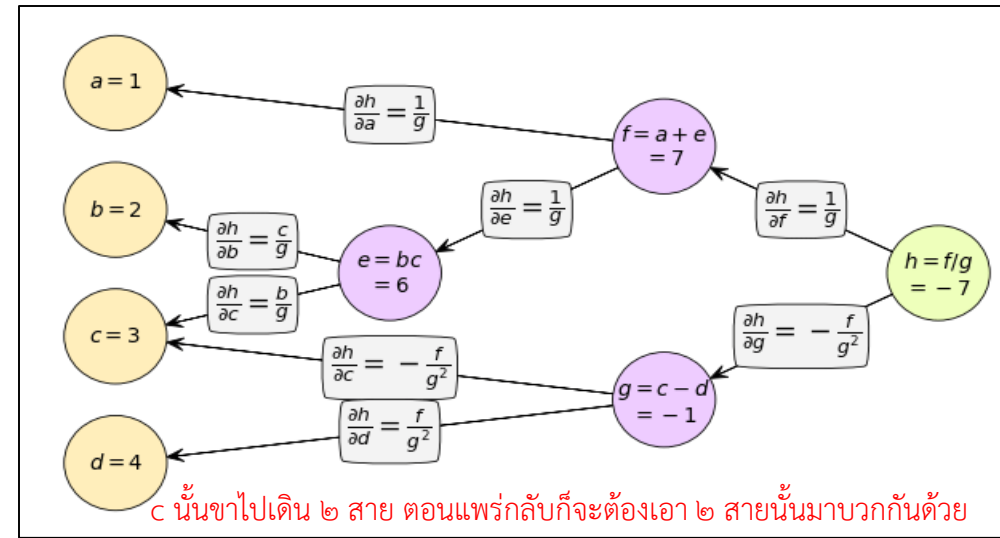 a = 1
∂h/∂a = 1/g
f = a + e
= 7
b = 2
∂h/∂e = 1/g
∂h/∂f = 1/g
∂h/∂b = c/g
e = bc
= 6
h = f/g
= −7
∂h/∂c = b/g
c = 3
∂h/∂g = − f/g²
∂h/∂c = − f/g²
g = c − d
= −1
∂h/∂d = f/g²
d = 4
c นั้นขาไปเดิน ๒ สาย ตอนแพร่กลับก็จะต้องเอา ๒ สายนั้นมาบวกกันด้วย